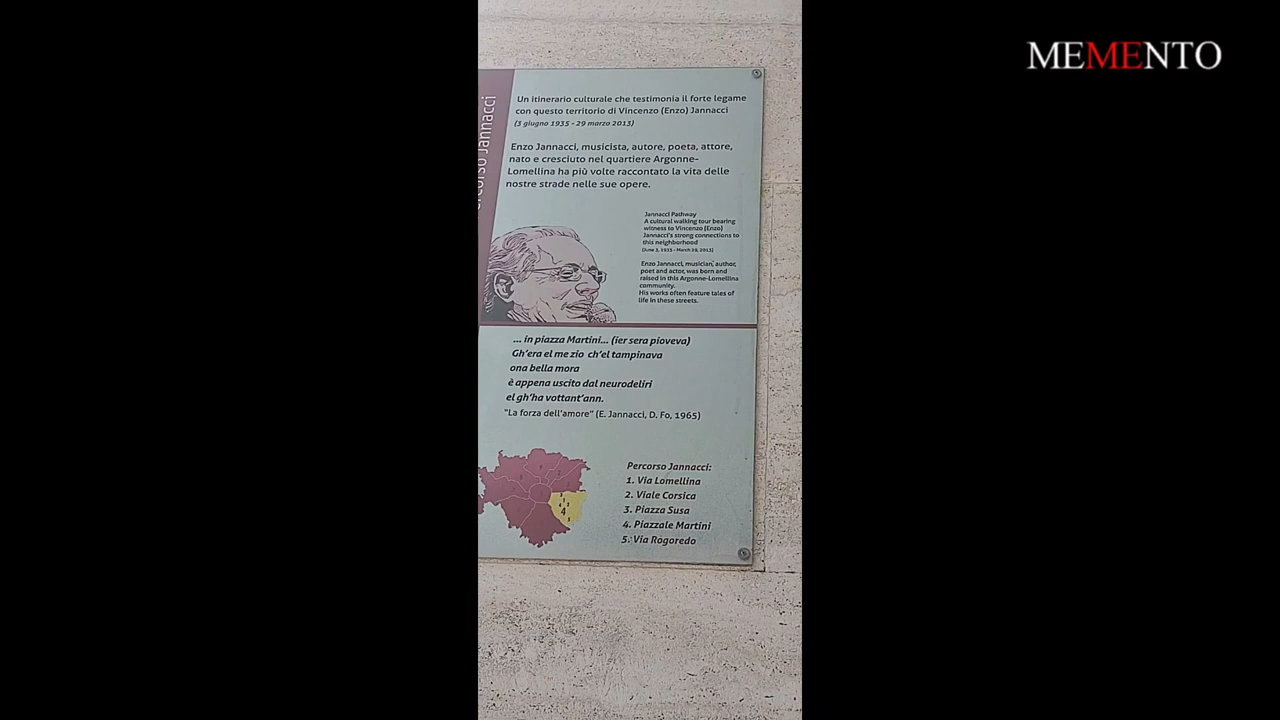 MEMENTO
Percorso Jannacci
Un itinerario culturale che testimonia il forte legame
con questo territorio di Vincenzo (Enzo) Jannacci
(3 giugno 1935 - 29 marzo 2013)
Enzo Jannacci, musicista, autore, poeta, attore,
nato e cresciuto nel quartiere Argonne-
Lomellina ha più volte raccontato la vita delle
nostre strade nelle sue opere.
Jannacci Pathway
A cultural walking tour bearing
witness to Vincenzo (Enzo)
Jannacci's strong connections to
this neighborhood
(June 3, 1935 - March 29, 2013)
Enzo Jannacci, musician, author,
poet and actor, was born and
raised in this Argonne-Lomellina
community.
His works often feature tales of
life in these streets.
... in piazza Martini... (ier sera pioveva)
Gh'era el me zio ch'el tampinava
ona bella mora
è appena uscito dal neurodeliri
el gh'ha vottant'ann.
"La forza dell'amore" (E. Jannacci, D. Fo, 1965)
Percorso Jannacci:
1. Via Lomellina
2. Viale Corsica
3. Piazza Susa
4. Piazzale Martini
5. Via Rogoredo